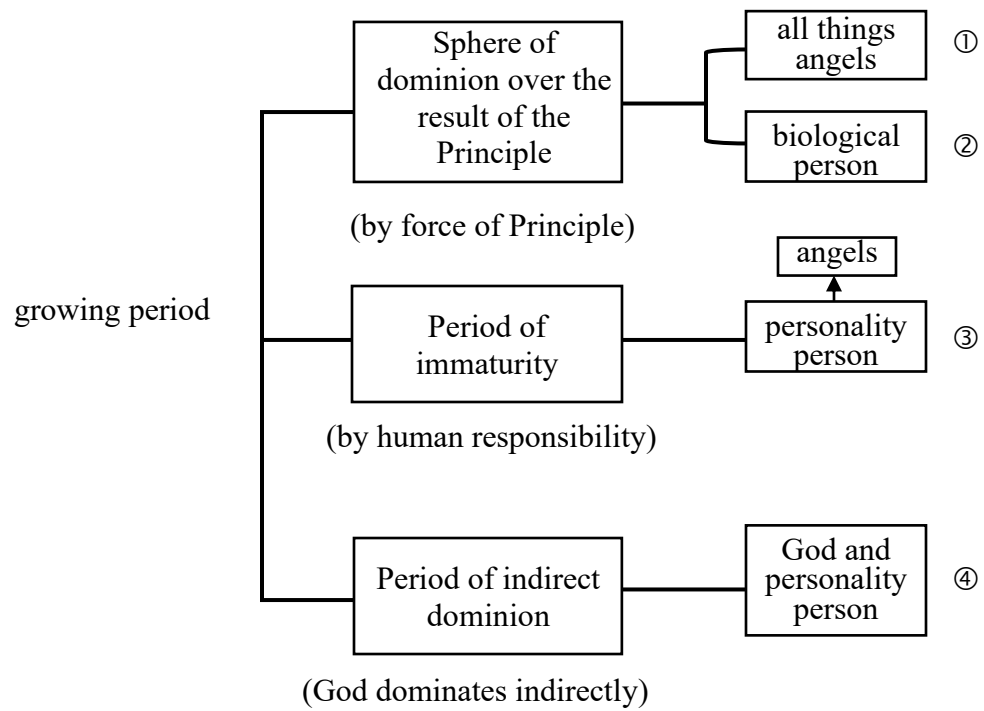 growing period
Sphere of
dominion over the
result of the
Principle
(by force of Principle)
all things
angels
①
biological
person
②
Period of
immaturity
(by human responsibility)
angels
personality
person
③
Period of indirect
dominion
(God dominates indirectly)
God and
personality
person
④